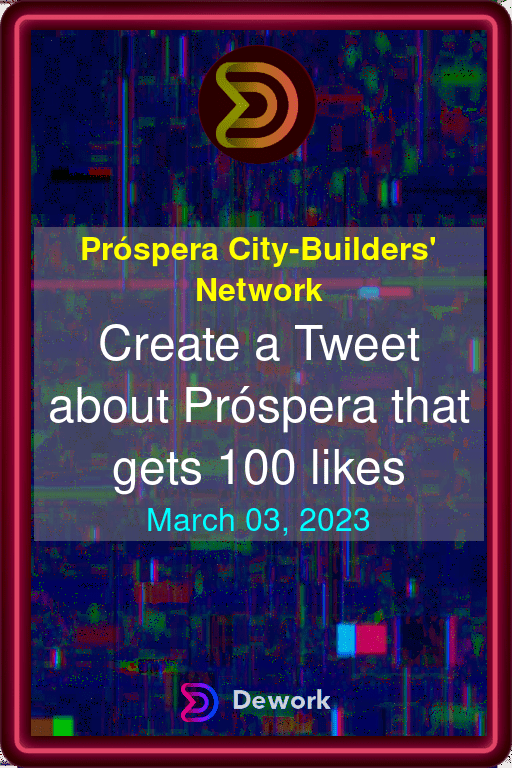 Próspera City-Builders'
Network
Create a Tweet
about Próspera that
gets 100 likes
March 03, 2023
Dework